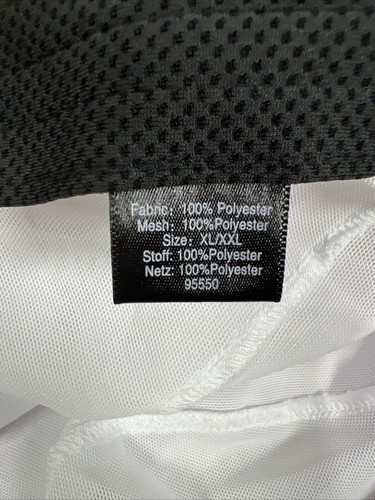 Fabric: 100% Polyester
Mesh: 100%Polyester
Size: XL/XXL
Stoff: 100%Polyester
Netz: 100%Polyester
95550